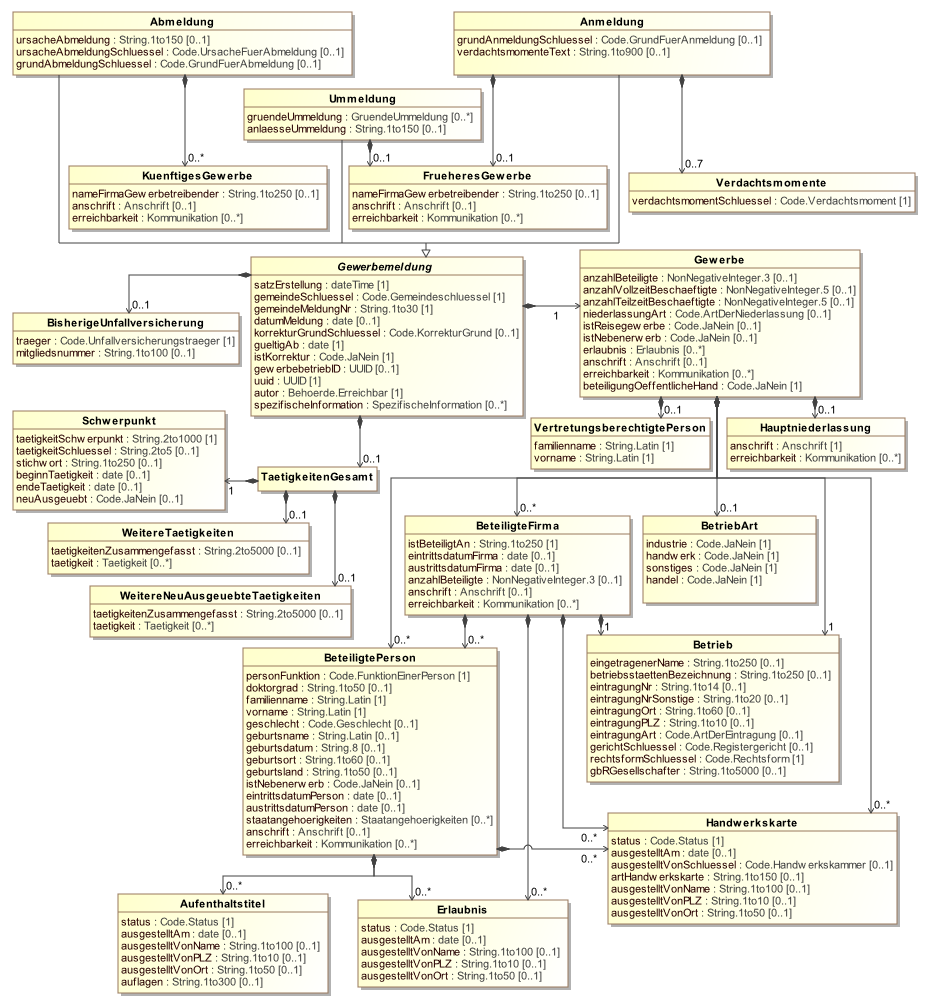 Abmeldung
ursacheAbmeldung : String.1to150 [0..1]
ursacheAbmeldungSchluessel : Code.UrsacheFuerAbmeldung [0..1]
grundAbmeldungSchluessel : Code.GrundFuerAbmeldung [0..1]
Anmeldung
grundAnmeldungSchluessel : Code.GrundFuerAnmeldung [0..1]
verdachtsmomenteText : String.1to900 [0..1]
Ummeldung
gruendeUmmeldung : GruendeUmmeldung [0..*]
anlaesseUmmeldung : String.1to150 [0..1]
0..*
0..1
0..1
0..7
KuenftigesGewerbe
nameFirmaGewerbetreibender : String.1to250 [0..1]
anschrift : Anschrift [0..1]
erreichbarkeit : Kommunikation [0..*]
FrueheresGewerbe
nameFirmaGewerbetreibender : String.1to250 [0..1]
anschrift : Anschrift [0..1]
erreichbarkeit : Kommunikation [0..*]
Verdachtsmomente
verdachtsmomentSchluessel : Code.Verdachtsmoment [1]
Gewerbemeldung
satzErstellung : dateTime [1]
gemeindeSchluessel : Code.Gemeindeschluessel [1]
gemeindeMeldungNr : String.1to30 [1]
datumMeldung : date [0..1]
korrekturGrundSchluessel : Code.KorrekturGrund [0..1]
gueltigAb : date [1]
istKorrektur : Code.JaNein [1]
gewerbebetriebID : UUID [0..1]
uuid : UUID [1]
autor : Behoerde.Erreichbar [1]
spezifischeInformation : SpezifischeInformation [0..*]
1
Gewerbe
anzahlBeteiligte : NonNegativeInteger.3 [0..1]
anzahlVollzeitBeschaeftigte : NonNegativeInteger.5 [0..1]
anzahlTeilzeitBeschaeftigte : NonNegativeInteger.5 [0..1]
niederlassungArt : Code.ArtDerNiederlassung [0..1]
istReisegewerbe : Code.JaNein [0..1]
istNebenerwerb : Code.JaNein [0..1]
erlaubnis : Erlaubnis [0..*]
anschrift : Anschrift [0..1]
erreichbarkeit : Kommunikation [0..*]
beteiligungOeffentlicheHand : Code.JaNein [1]
0..1
BisherigeUnfallversicherung
traeger : Code.Unfallversicherungstraeger [1]
mitgliedsnummer : String.1to100 [0..1]
Schwerpunkt
taetigkeitSchwerpunkt : String.2to1000 [1]
taetigkeitSchluessel : String.2to5 [0..1]
stichwort : String.1to250 [0..1]
beginnTaetigkeit : date [0..1]
endeTaetigkeit : date [0..1]
neuAusgeuebt : Code.JaNein [0..1]
0..1
1
TaetigkeitenGesamt
0..1
0..1
VertretungsberechtigtePerson
familienname : String.Latin [1]
vorname : String.Latin [1]
0..1
0..1
Hauptniederlassung
anschrift : Anschrift [1]
erreichbarkeit : Kommunikation [0..*]
WeitereTaetigkeiten
taetigkeitenZusammengefasst : String.2to5000 [0..1]
taetigkeit : Taetigkeit [0..*]
WeitereNeuAusgeuebteTaetigkeiten
taetigkeitenZusammengefasst : String.2to5000 [0..1]
taetigkeit : Taetigkeit [0..*]
0..*
0..1
BeteiligteFirma
istBeteiligtAn : String.1to250 [1]
eintrittsdatumFirma : date [0..1]
austrittsdatumFirma : date [0..1]
anzahlBeteiligte : NonNegativeInteger.3 [0..1]
anschrift : Anschrift [0..1]
erreichbarkeit : Kommunikation [0..*]
BetriebArt
industrie : Code.JaNein [1]
handwerk : Code.JaNein [1]
sonstiges : Code.JaNein [1]
handel : Code.JaNein [1]
0..*
0..*
1
1
BeteiligtePerson
personFunktion : Code.FunktionEinerPerson [1]
doktorgrad : String.1to50 [0..1]
familienname : String.Latin [1]
vorname : String.Latin [1]
geschlecht : Code.Geschlecht [0..1]
geburtsname : String.Latin [0..1]
geburtsdatum : String.8 [0..1]
geburtsort : String.1to60 [0..1]
geburtsland : String.1to50 [0..1]
istNebenerwerb : Code.JaNein [0..1]
eintrittsdatumPerson : date [0..1]
austrittsdatumPerson : date [0..1]
staatangehoerigkeiten : Staatangehoerigkeiten [0..*]
anschrift : Anschrift [0..1]
erreichbarkeit : Kommunikation [0..*]
Betrieb
eingetragenerName : String.1to250 [0..1]
betriebsstaettenBezeichnung : String.1to250 [0..1]
eintragungNr : String.1to14 [0..1]
eintragungNrSonstige : String.1to20 [0..1]
eintragungOrt : String.1to60 [0..1]
eintragungPLZ : String.1to10 [0..1]
eintragungArt : Code.ArtDerEintragung [0..1]
gerichtSchluessel : Code.Registergericht [0..1]
rechtsformSchluessel : Code.Rechtsform [1]
gbRGesellschafter : String.1to5000 [0..1]
0..*
0..*
0..*
Handwerkskarte
status : Code.Status [1]
ausgestelltAm : date [0..1]
ausgestelltVonSchluessel : Code.Handwerkskammer [0..1]
artHandwerkskarte : String.1to150 [0..1]
ausgestelltVonName : String.1to100 [0..1]
ausgestelltVonPLZ : String.1to10 [0..1]
ausgestelltVonOrt : String.1to50 [0..1]
0..*
0..*
0..*
Aufenthaltstitel
status : Code.Status [1]
ausgestelltAm : date [0..1]
ausgestelltVonName : String.1to100 [0..1]
ausgestelltVonPLZ : String.1to10 [0..1]
ausgestelltVonOrt : String.1to50 [0..1]
auflagen : String.1to300 [0..1]
Erlaubnis
status : Code.Status [1]
ausgestelltAm : date [0..1]
ausgestelltVonName : String.1to100 [0..1]
ausgestelltVonPLZ : String.1to10 [0..1]
ausgestelltVonOrt : String.1to50 [0..1]